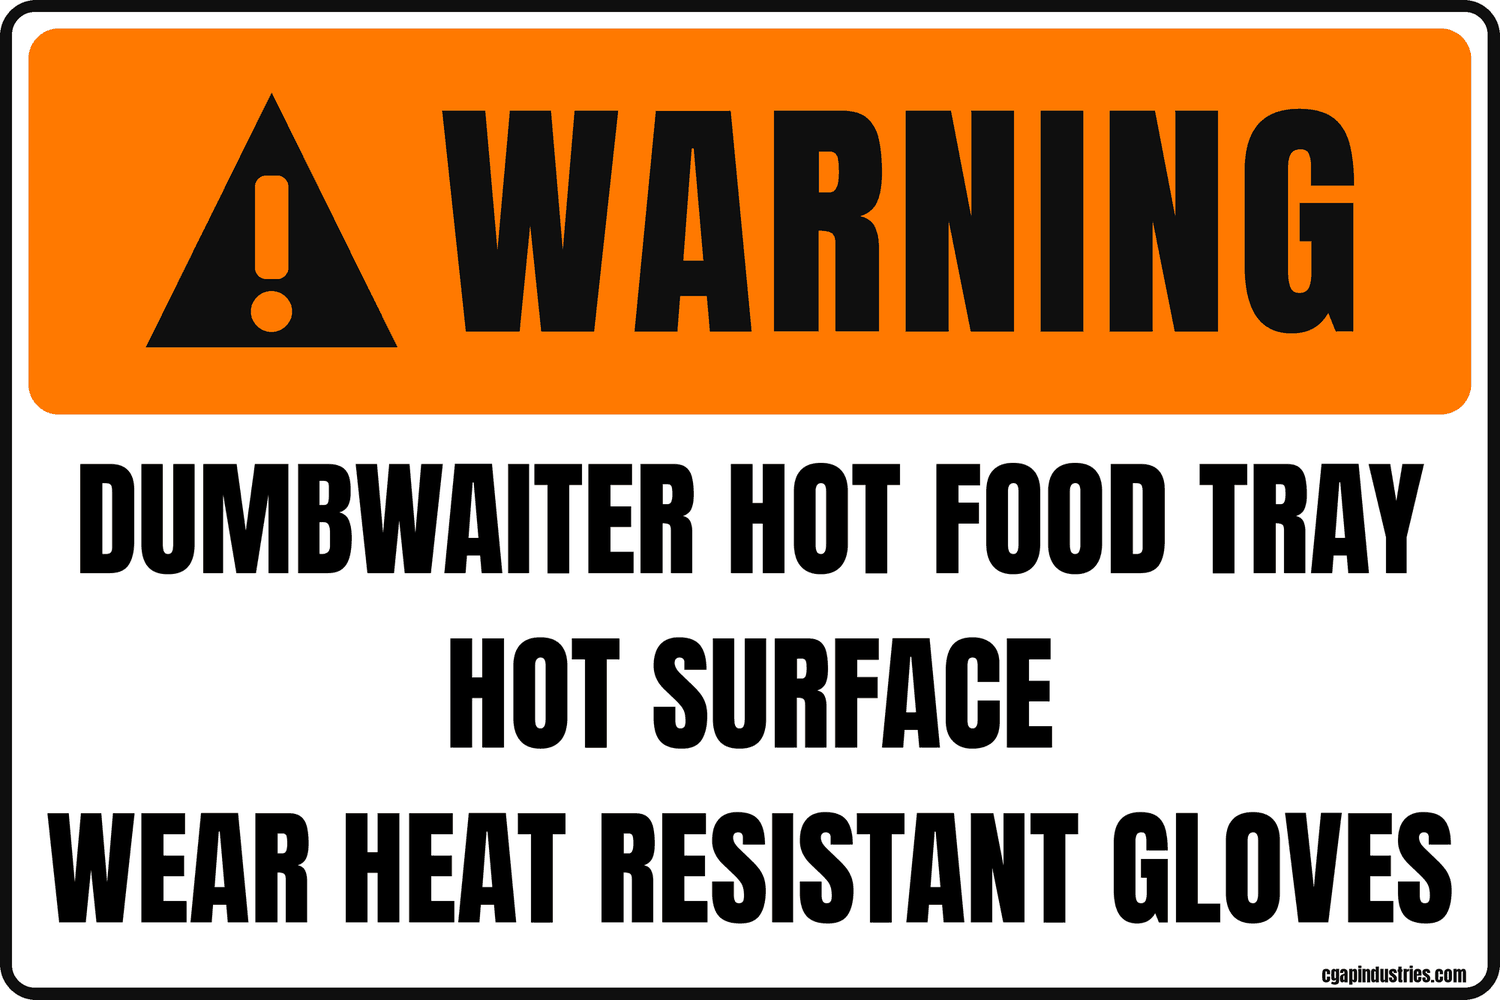 WARNING
DUMBWAITER HOT FOOD TRAY
HOT SURFACE
WEAR HEAT RESISTANT GLOVES
cgapindustries.com